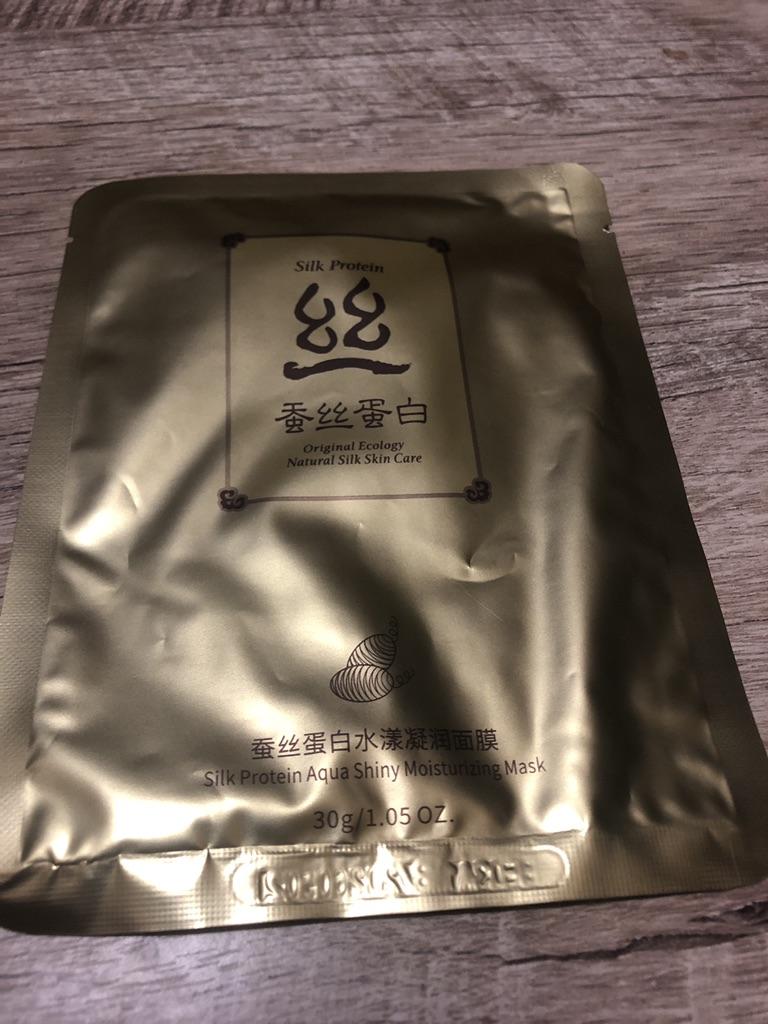 Silk Protein
丝
蚕丝蛋白
Original Ecology
Natural Silk Skin Care
蚕丝蛋白水漾凝润面膜
Silk Protein Aqua Shiny Moisturizing Mask
30g/1.05 OZ.